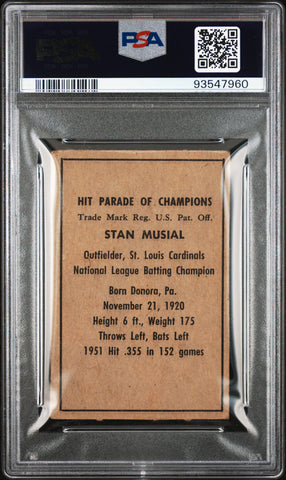 PSA
93547960
HIT PARADE OF CHAMPIONS
Trade Mark Reg. U.S. Pat. Off.
STAN MUSIAL
Outfielder, St. Louis Cardinals
National League Batting Champion
Born Donora, Pa.
November 21, 1920
Height 6 ft., Weight 175
Throws Left, Bats Left
1951 Hit .355 in 152 games